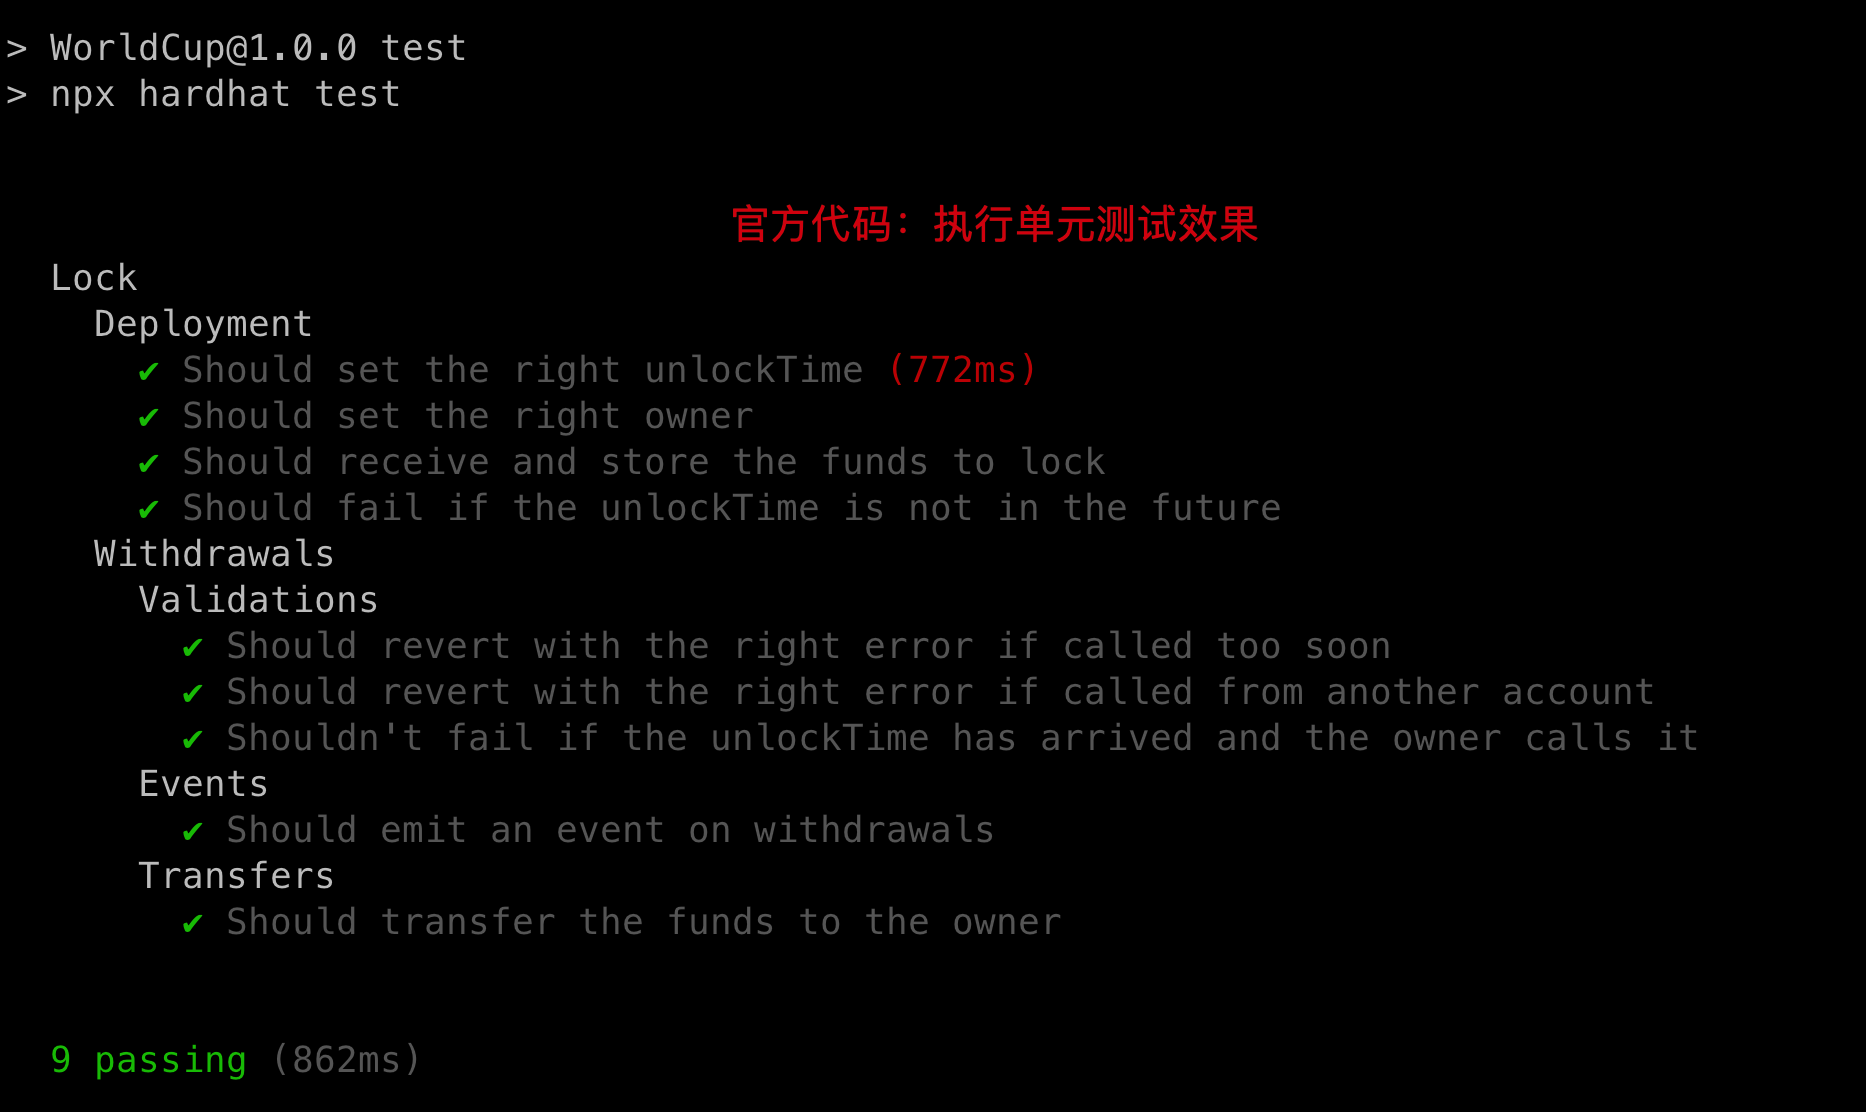 > WorldCup@1.0.0 test
> npx hardhat test
官方代码：执行单元测试效果
Lock
Deployment
✔ Should set the right unlockTime (772ms)
✔ Should set the right owner
✔ Should receive and store the funds to lock
✔ Should fail if the unlockTime is not in the future
Withdrawals
Validations
✔ Should revert with the right error if called too soon
✔ Should revert with the right error if called from another account
✔ Shouldn't fail if the unlockTime has arrived and the owner calls it
Events
✔ Should emit an event on withdrawals
Transfers
✔ Should transfer the funds to the owner
9 passing (862ms)